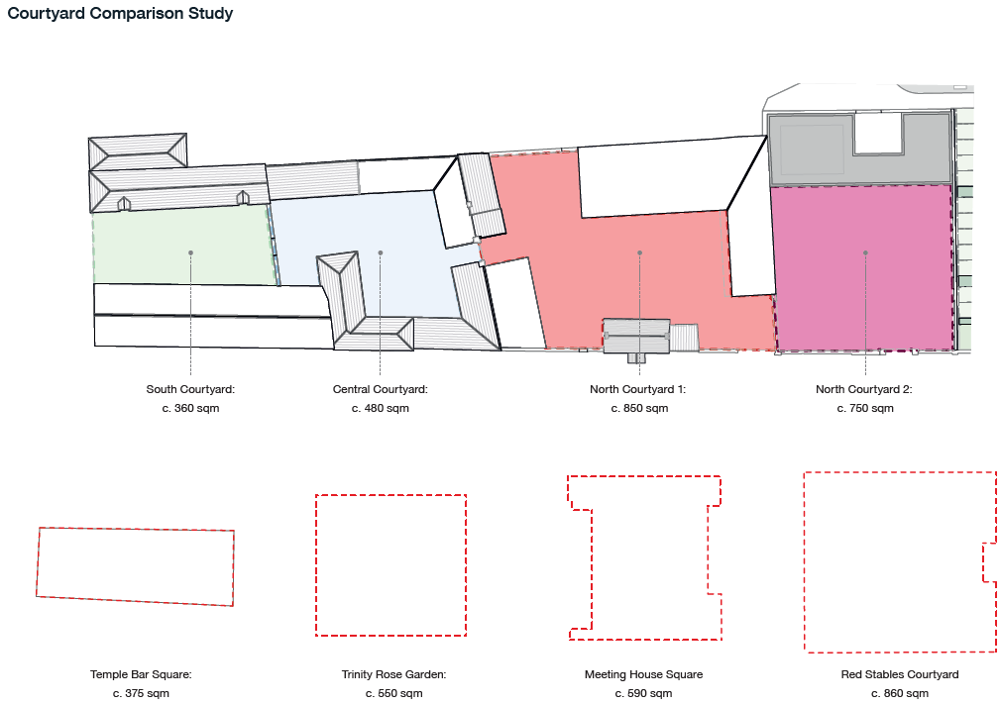 Courtyard Comparison Study
South Courtyard:
c. 360 sqm
Central Courtyard:
c. 480 sqm
North Courtyard 1:
c. 850 sqm
North Courtyard 2:
c. 750 sqm
Temple Bar Square:
c. 375 sqm
Trinity Rose Garden:
c. 550 sqm
Meeting House Square
c. 590 sqm
Red Stables Courtyard
c. 860 sqm